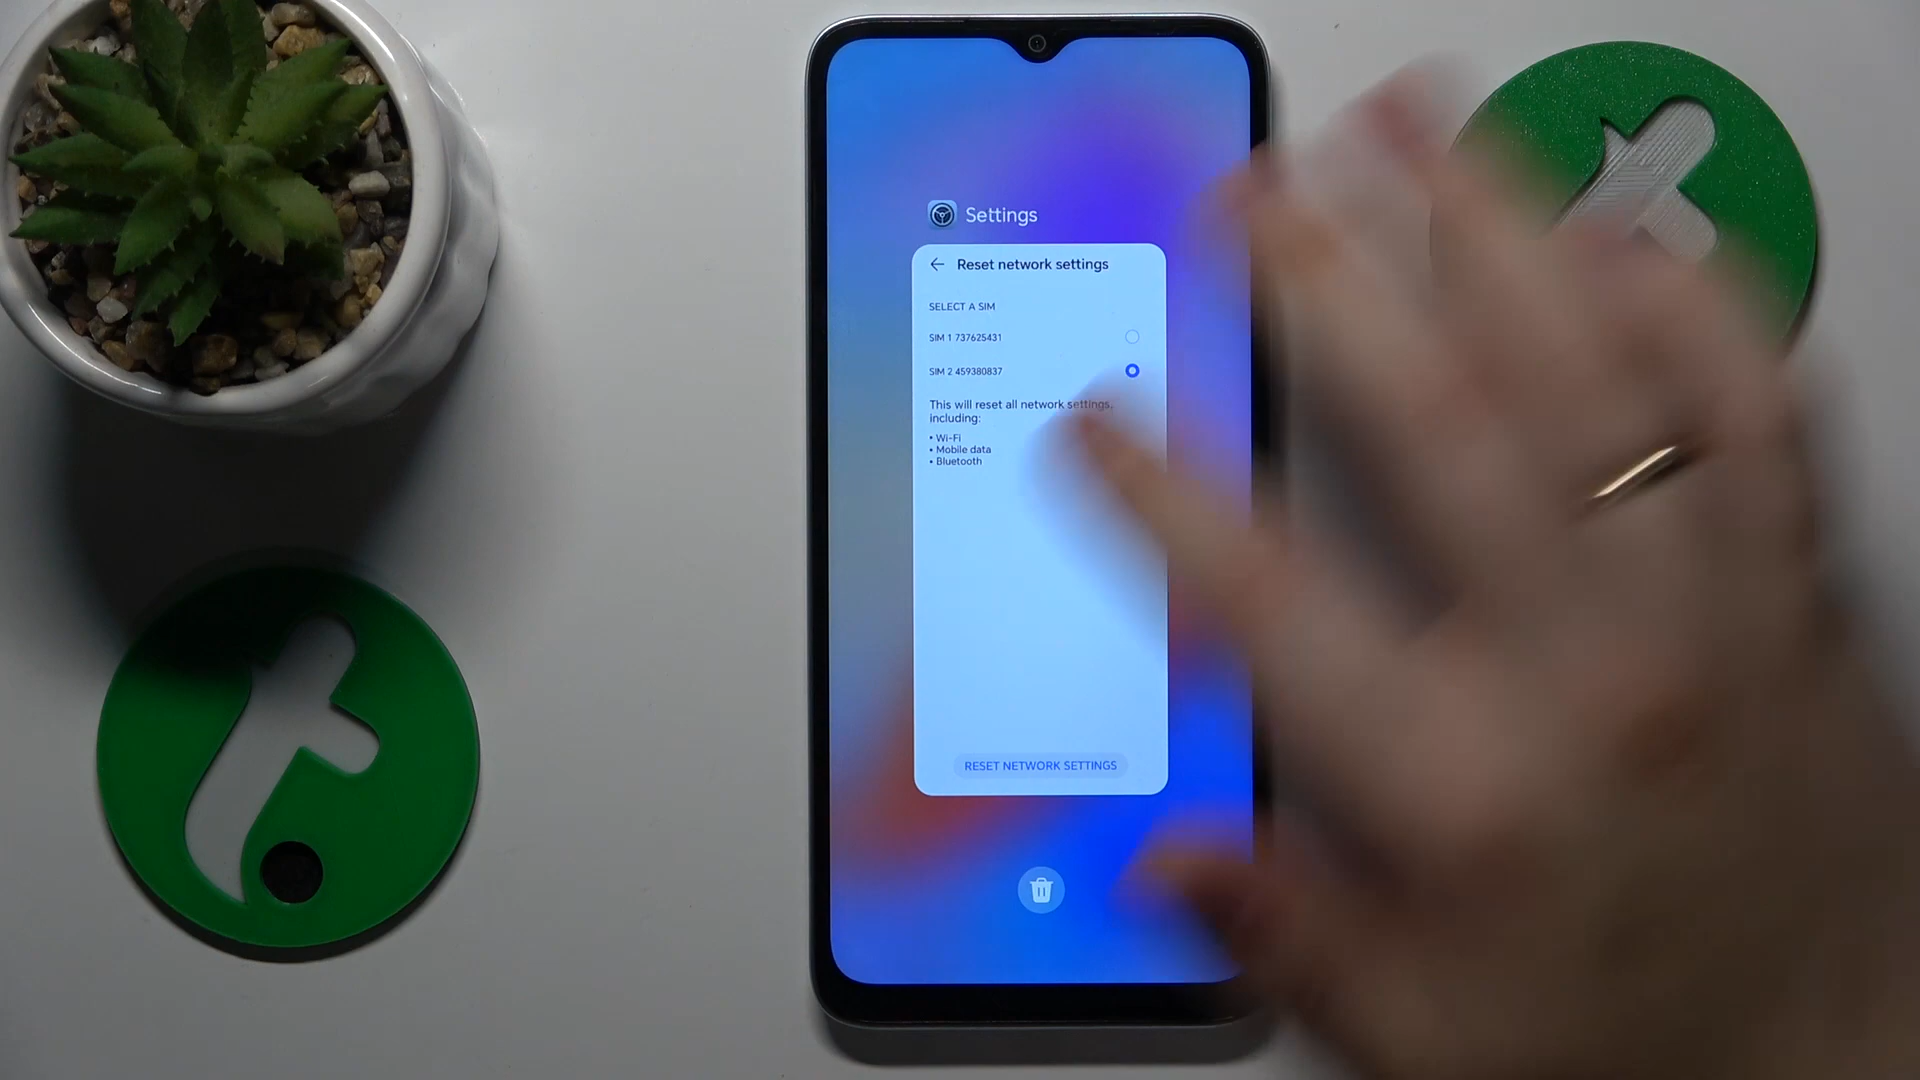 Settings
Reset network settings
SELECT A SIM
SIM 1 737625431
SIM 2 459380837
This will reset all network settings,
including:
• Wi-Fi
• Mobile data
• Bluetooth
RESET NETWORK SETTINGS